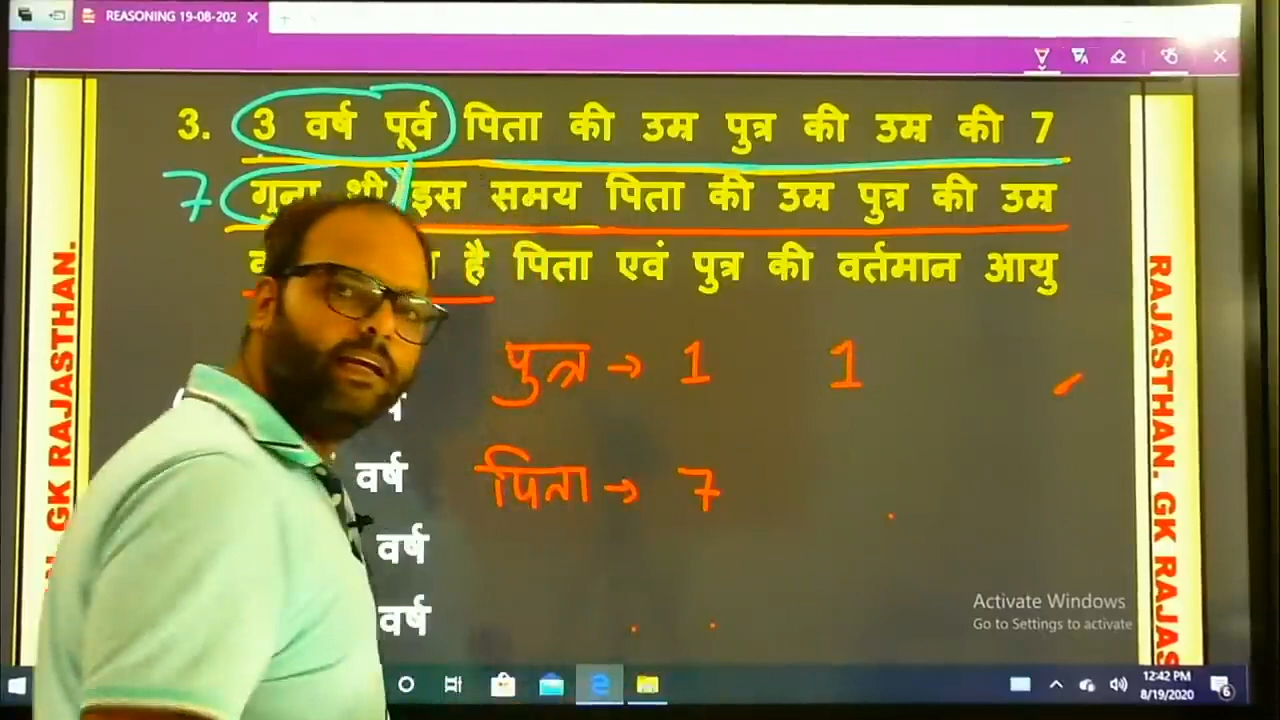 REASONING 19-08-202
3. 3 वर्ष पूर्व पिता की उम्र पुत्र की उम्र की 7
7 गुना थी इस समय पिता की उम्र पुत्र की उम्र
है पिता एवं पुत्र की वर्तमान आयु
पुत्र → 1 1
वर्ष पिता → 7
वर्ष
वर्ष
GK RAJASTHAN.
RAJASTHAN. GK RAJAS
Activate Windows
Go to Settings to activate
12:42 PM
8/19/2020
6